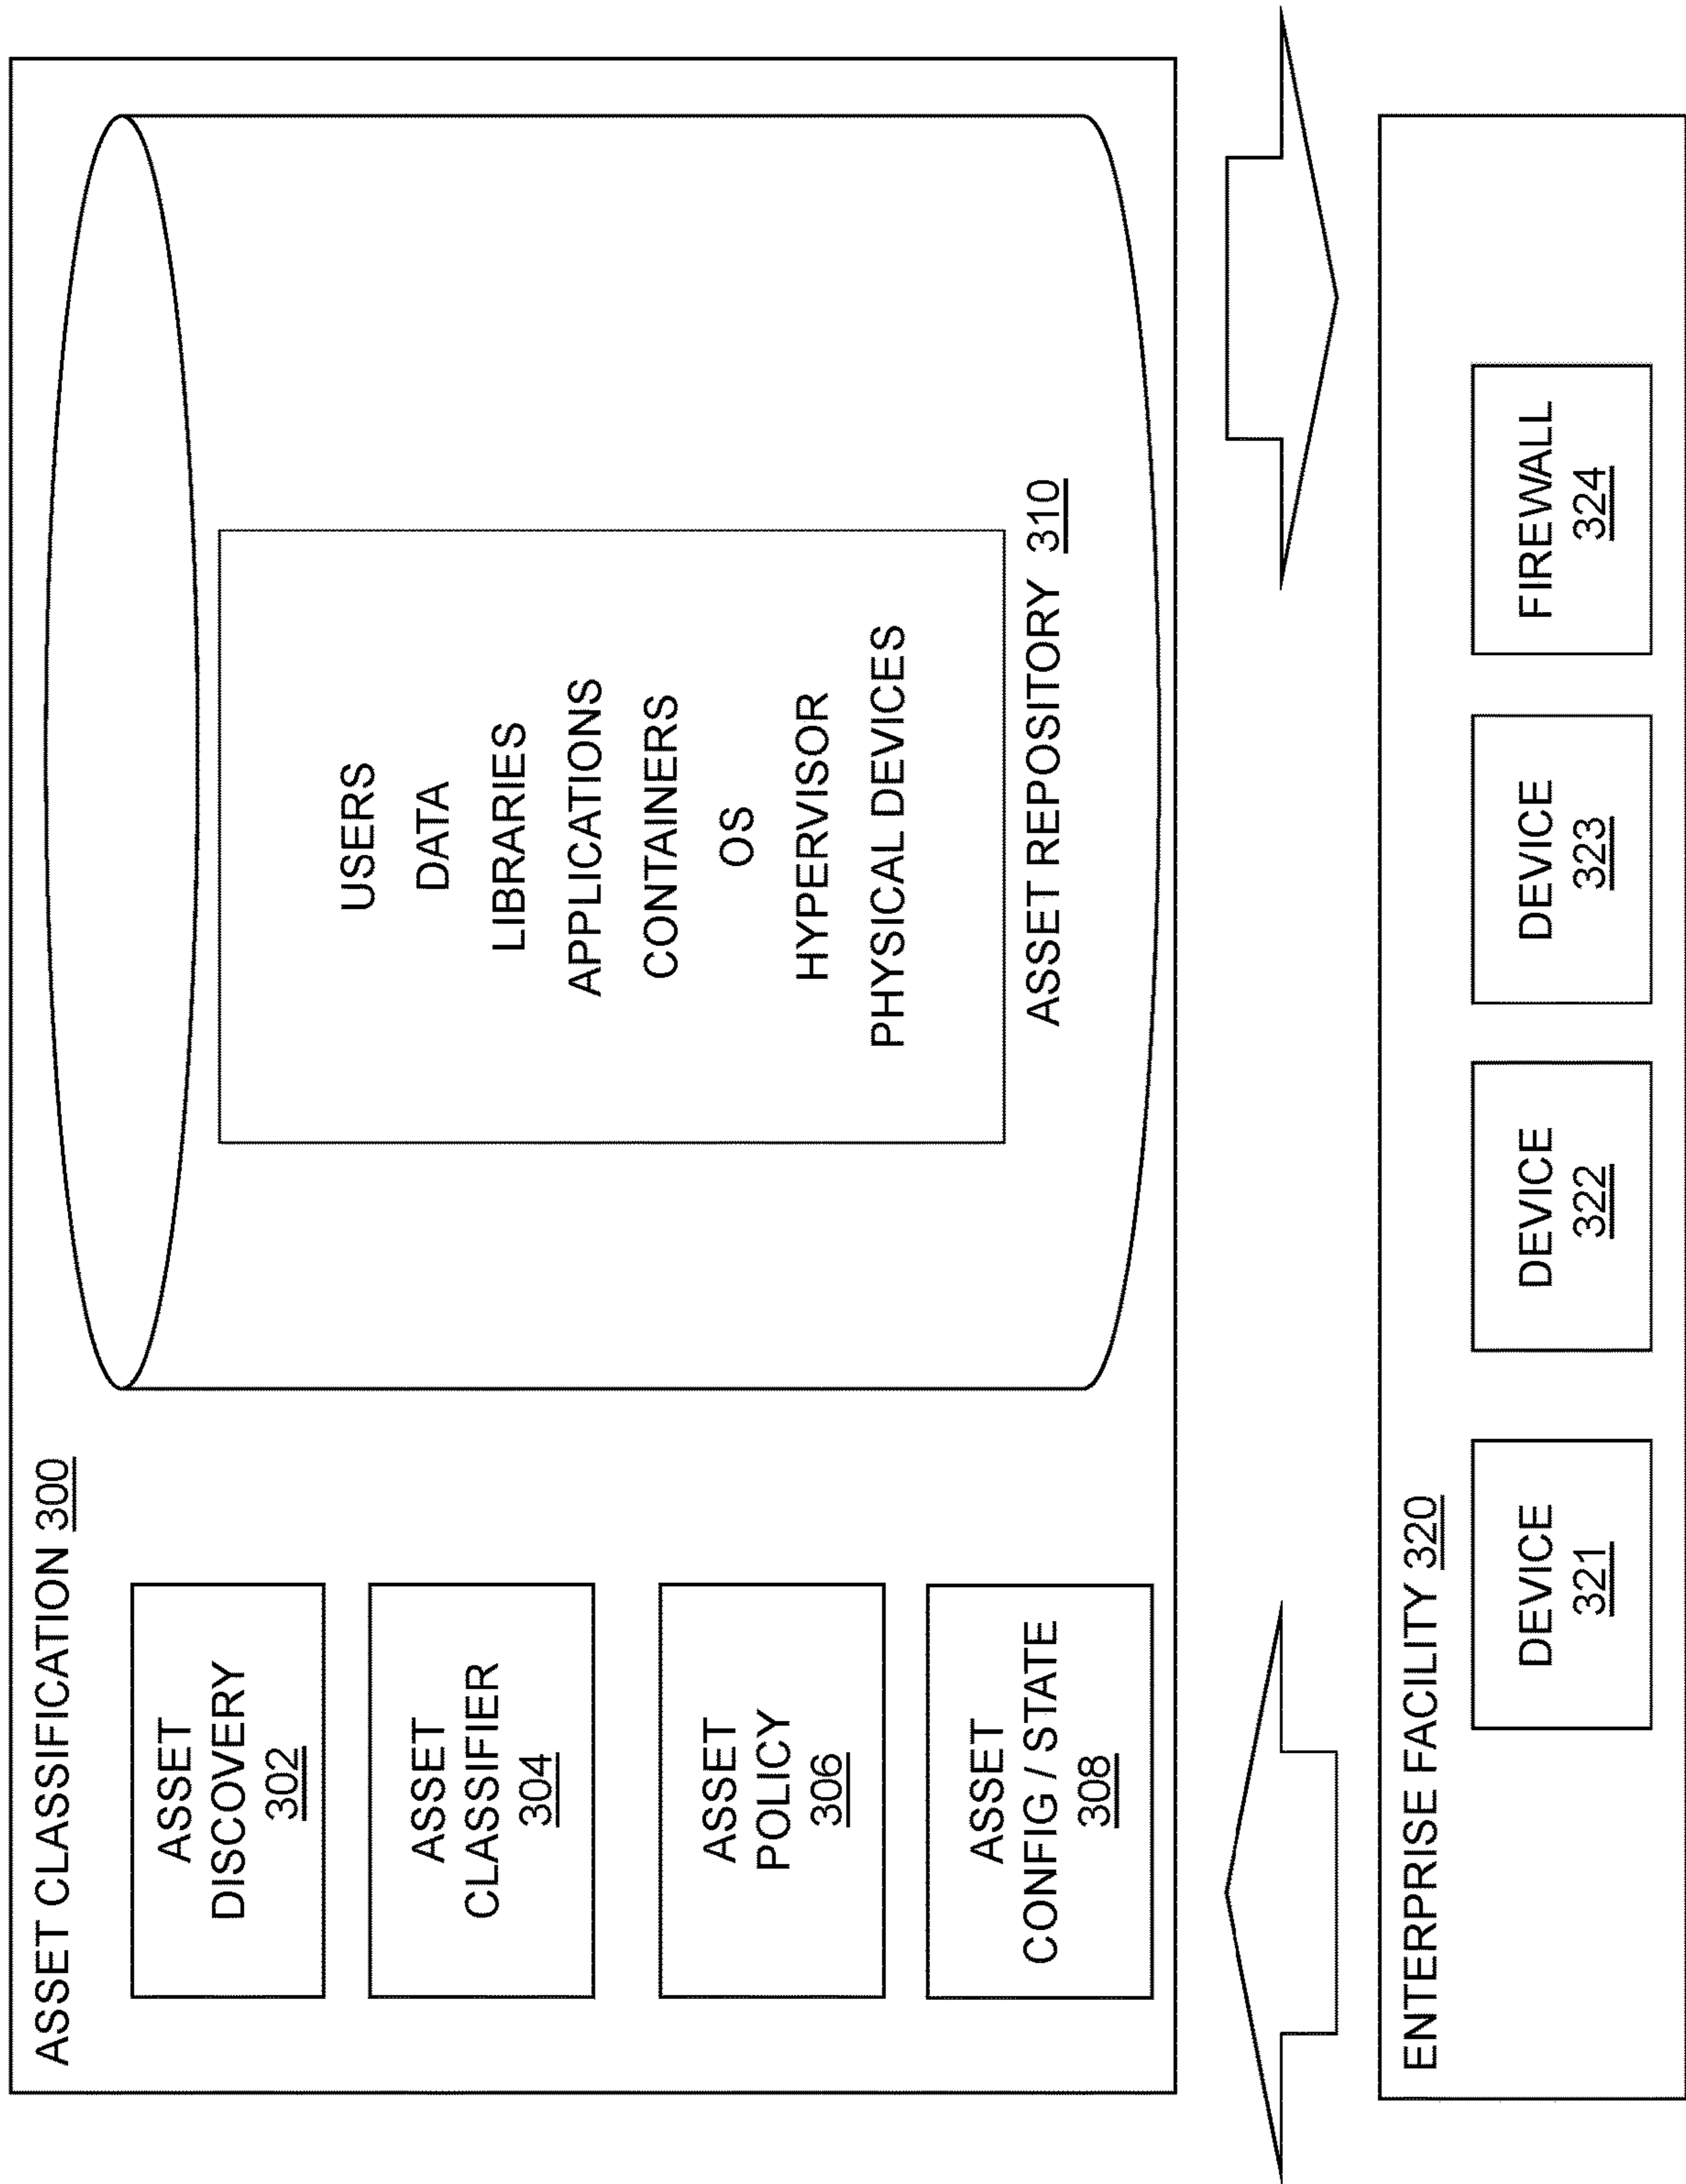 ASSET CLASSIFICATION 300
ASSET
DISCOVERY
302
ASSET
CLASSIFIER
304
ASSET
POLICY
306
ASSET
CONFIG / STATE
308
USERS
DATA
LIBRARIES
APPLICATIONS
CONTAINERS
OS
HYPERVISOR
PHYSICAL DEVICES
ASSET REPOSITORY 310
ENTERPRISE FACILITY 320
DEVICE
321
DEVICE
322
DEVICE
323
FIREWALL
324